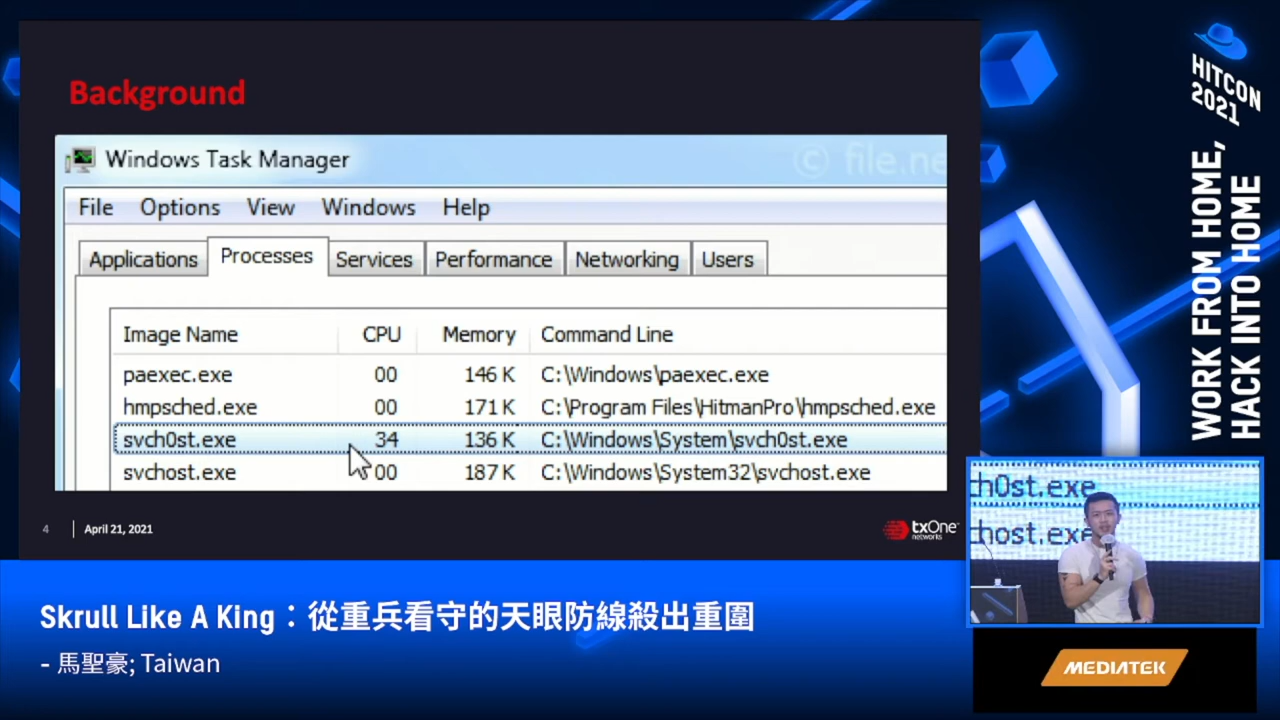 Background
© file.ne
Windows Task Manager
File Options View Windows Help
Applications Processes Services Performance Networking Users
Image Name CPU Memory Command Line
paexec.exe 00 146 K C:\Windows\paexec.exe
hmpsched.exe 00 171 K C:\Program Files\HitmanPro\hmpsched.exe
svch0st.exe 34 136 K C:\Windows\System\svch0st.exe
svchost.exe 00 187 K C:\Windows\System32\svchost.exe
4 April 21, 2021
txOne
networks
HITCON
2021
WORK FROM HOME,
HACK INTO HOME
ch0st.exe
chost.exe
Skrull Like A King：從重兵看守的天眼防線殺出重圍
- 馬聖豪; Taiwan
MEDIATEK